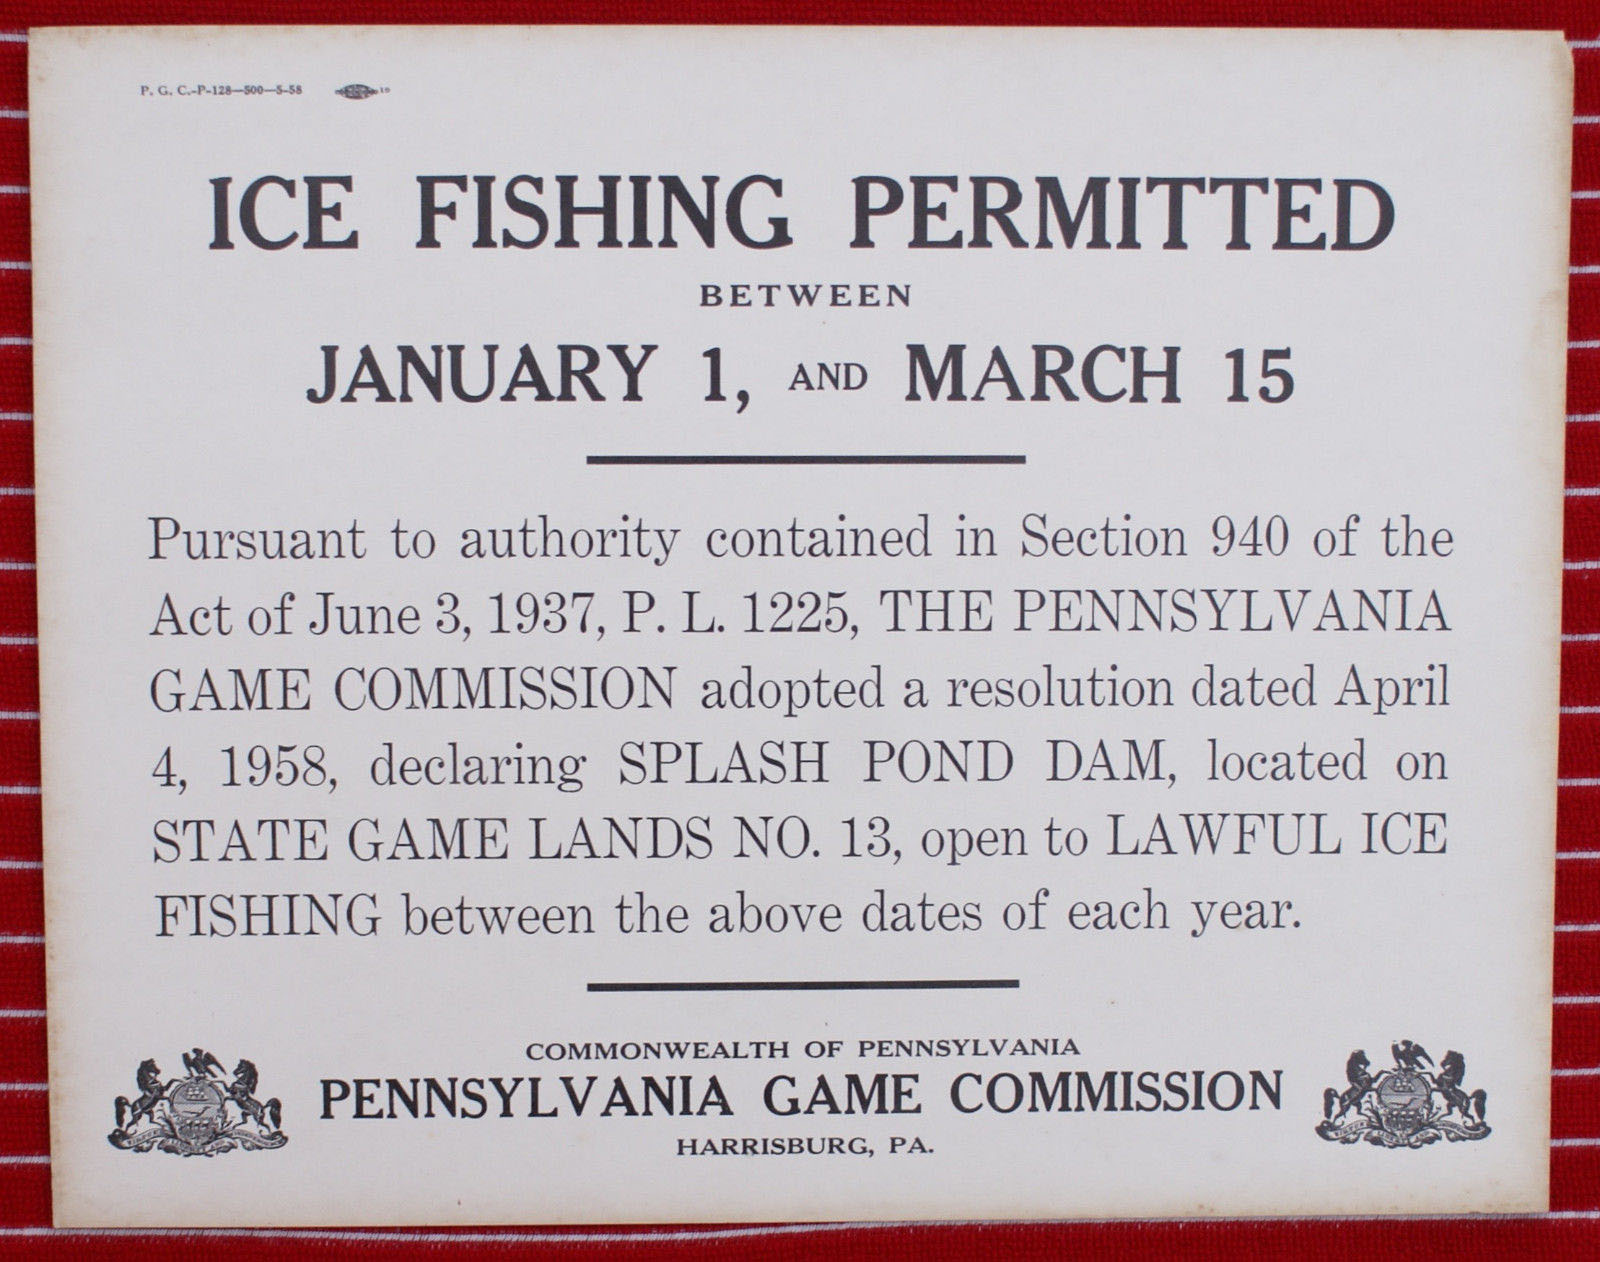 P. G. C.-P-128—500—5-58 10
ICE FISHING PERMITTED
BETWEEN
JANUARY 1, AND MARCH 15
Pursuant to authority contained in Section 940 of the
Act of June 3, 1937, P. L. 1225, THE PENNSYLVANIA
GAME COMMISSION adopted a resolution dated April
4, 1958, declaring SPLASH POND DAM, located on
STATE GAME LANDS NO. 13, open to LAWFUL ICE
FISHING between the above dates of each year.
COMMONWEALTH OF PENNSYLVANIA
PENNSYLVANIA GAME COMMISSION
HARRISBURG, PA.